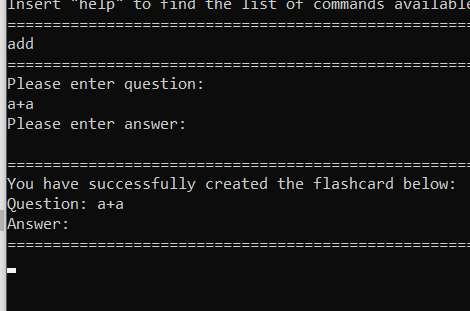 Insert "help" to find the list of commands available
==================================================
add
==================================================
Please enter question:
a+a
Please enter answer:
==================================================
You have successfully created the flashcard below:
Question: a+a
Answer:
==================================================